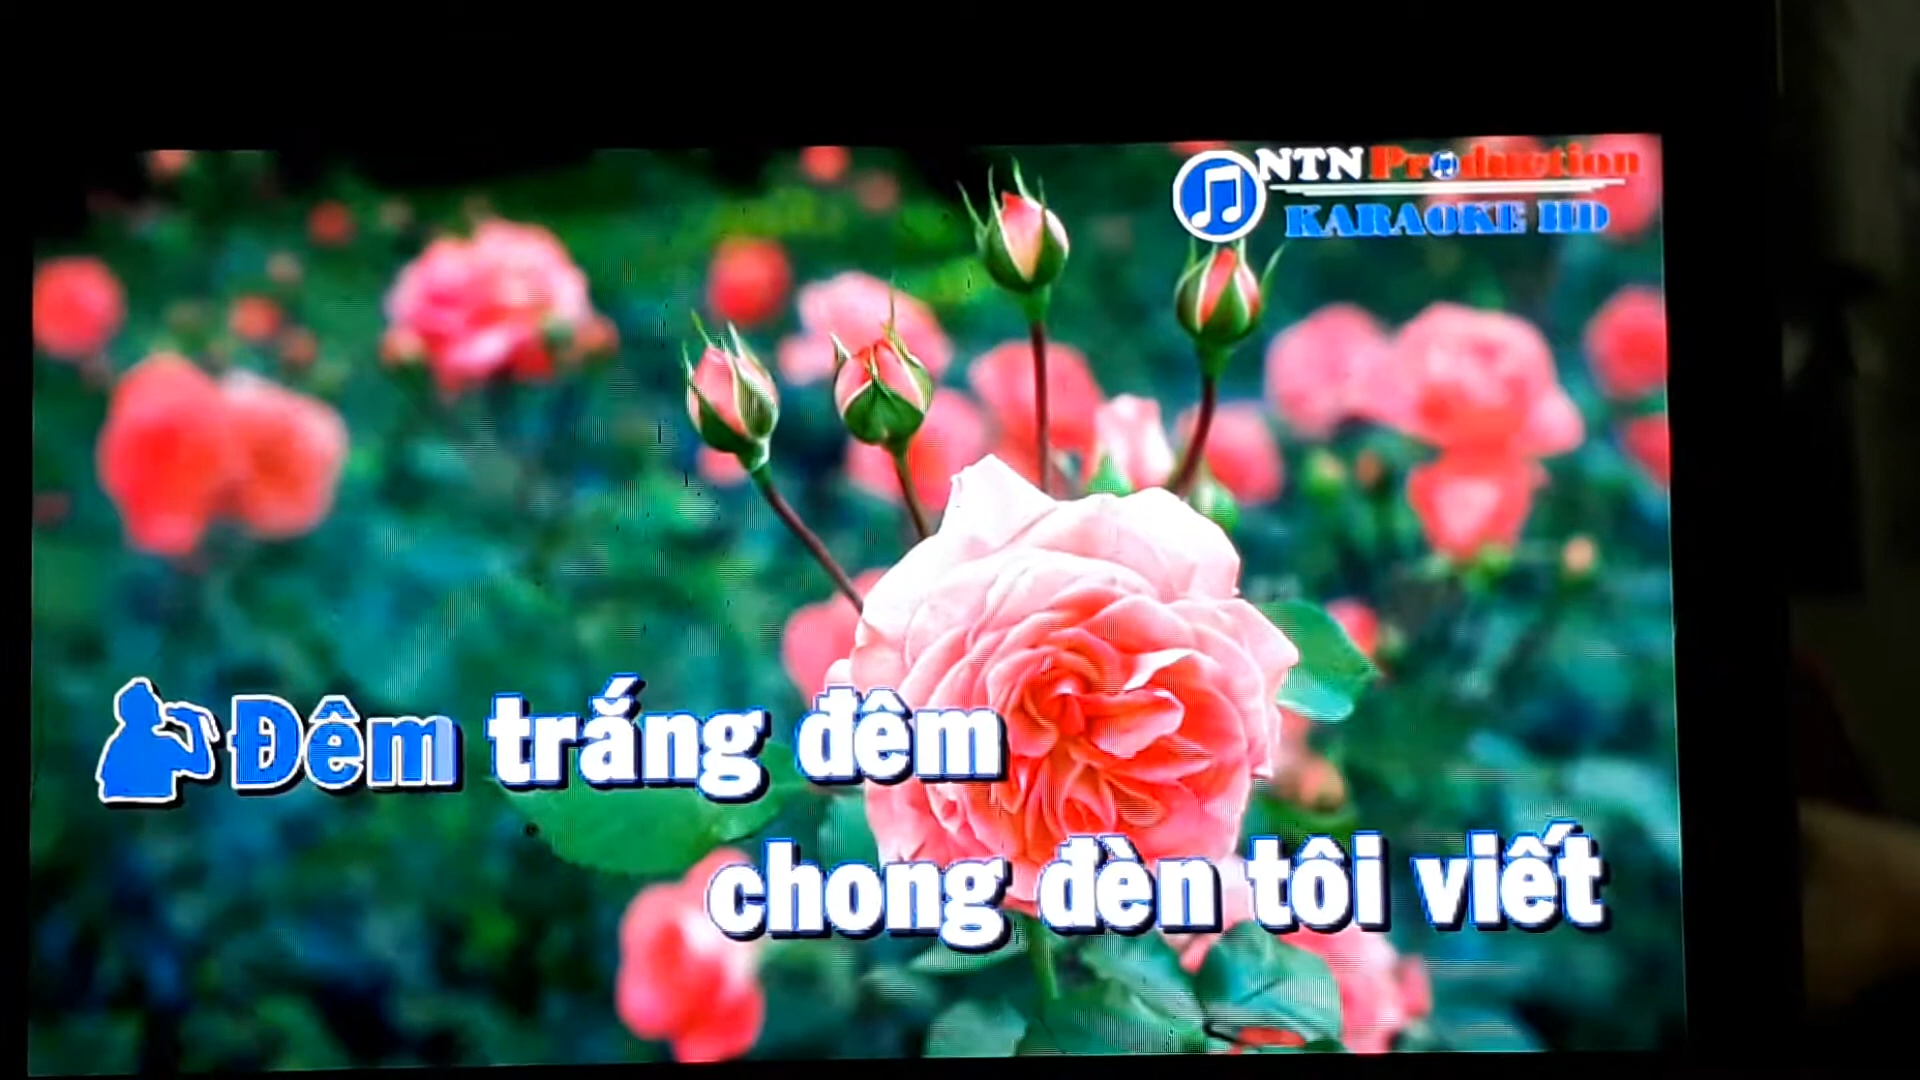 NTN Production
KARAOKE HD
Đêm trắng đêm
chong đèn tôi viết